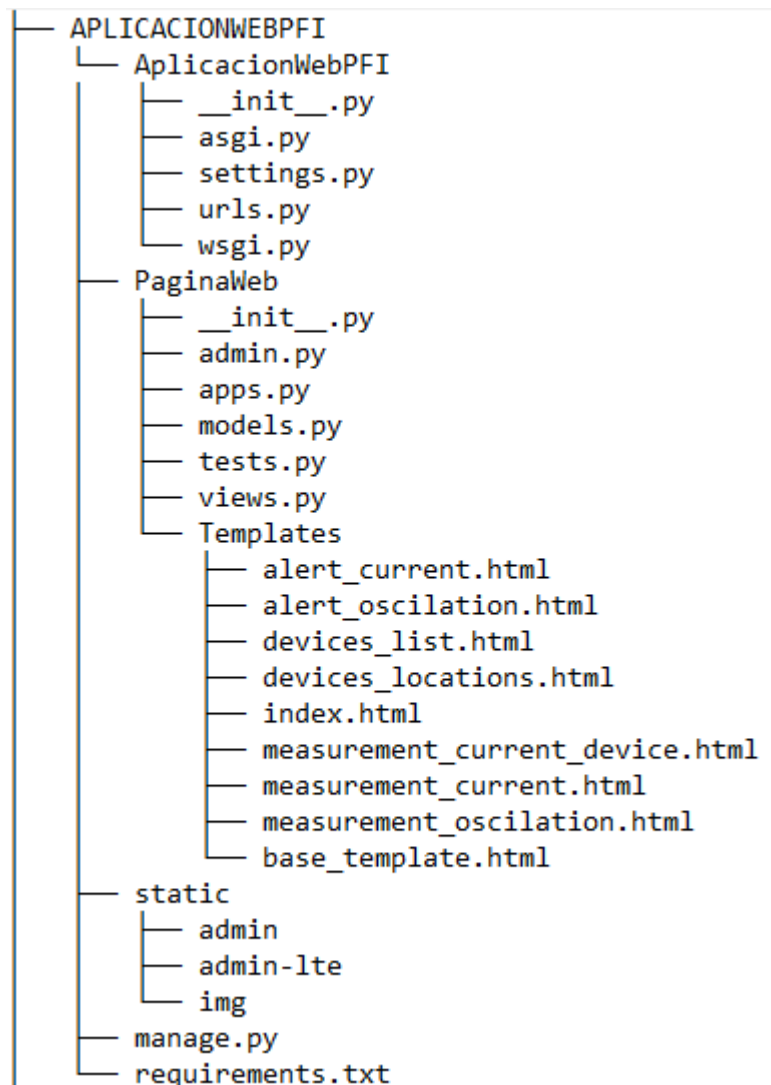 APLICACIONWEBPFI
AplicacionWebPFI
__init__.py
asgi.py
settings.py
urls.py
wsgi.py
PaginaWeb
__init__.py
admin.py
apps.py
models.py
tests.py
views.py
Templates
alert_current.html
alert_oscilation.html
devices_list.html
devices_locations.html
index.html
measurement_current_device.html
measurement_current.html
measurement_oscilation.html
base_template.html
static
admin
admin-lte
img
manage.py
requirements.txt